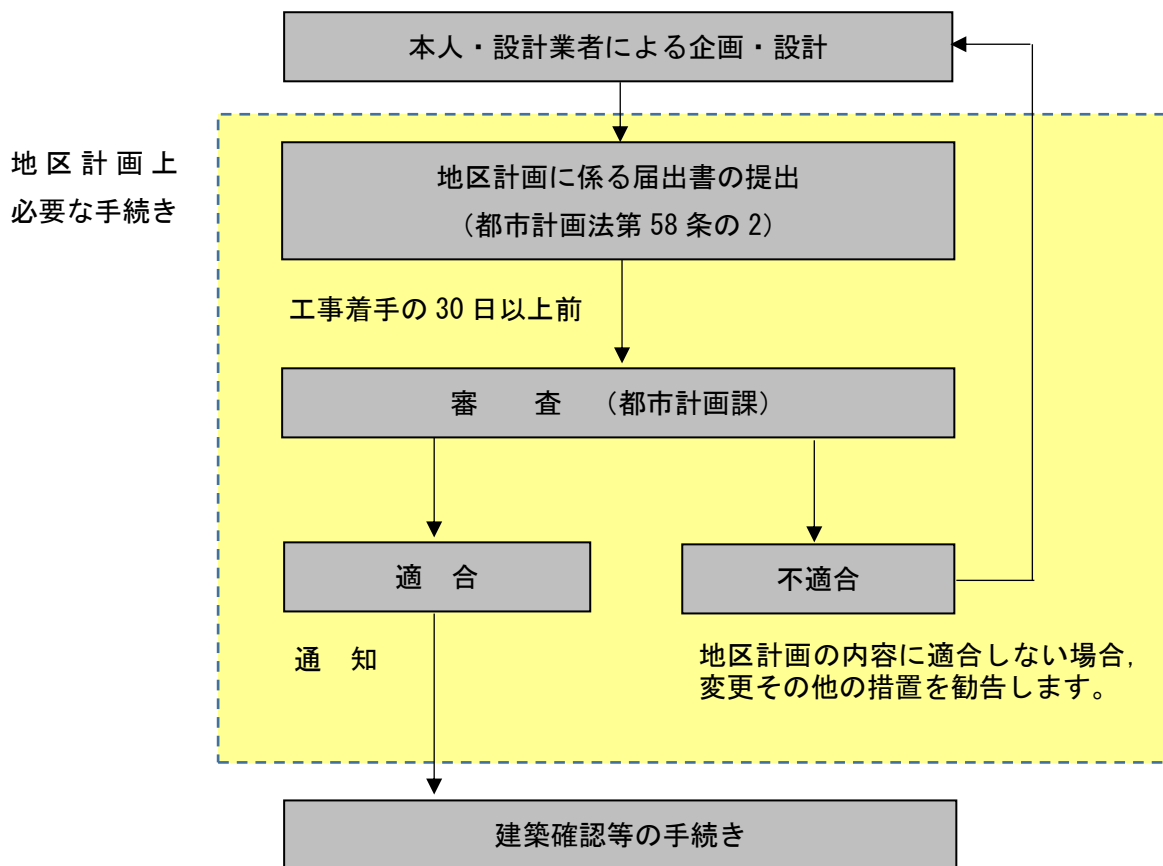 本人・設計業者による企画・設計
地区計画上
必要な手続き
地区計画に係る届出書の提出
（都市計画法第 58 条の 2）
工事着手の 30 日以上前
審　　査　（都市計画課）
適　合
不適合
通　知
地区計画の内容に適合しない場合，
変更その他の措置を勧告します。
建築確認等の手続き